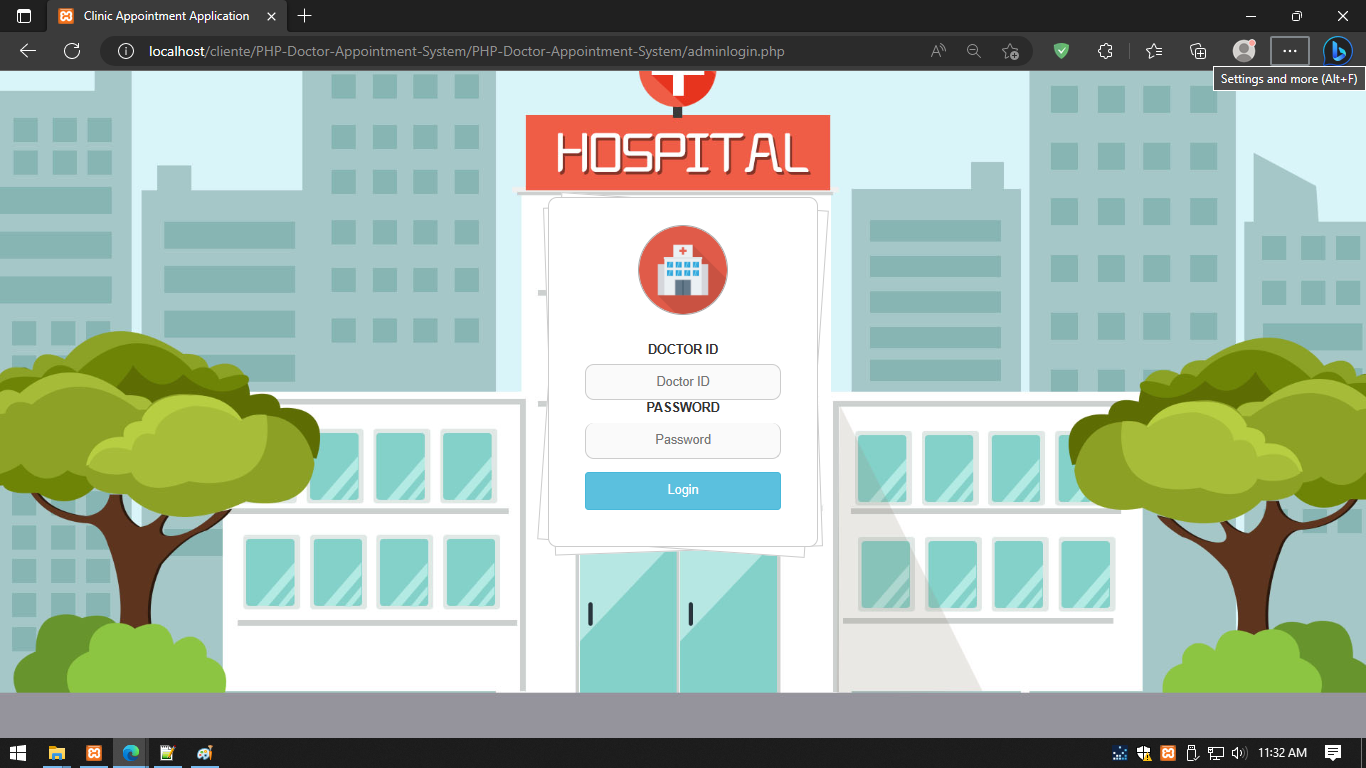 Clinic Appointment Application
localhost/cliente/PHP-Doctor-Appointment-System/PHP-Doctor-Appointment-System/adminlogin.php
Settings and more (Alt+F)
HOSPITAL
DOCTOR ID
Doctor ID
PASSWORD
Password
Login
11:32 AM